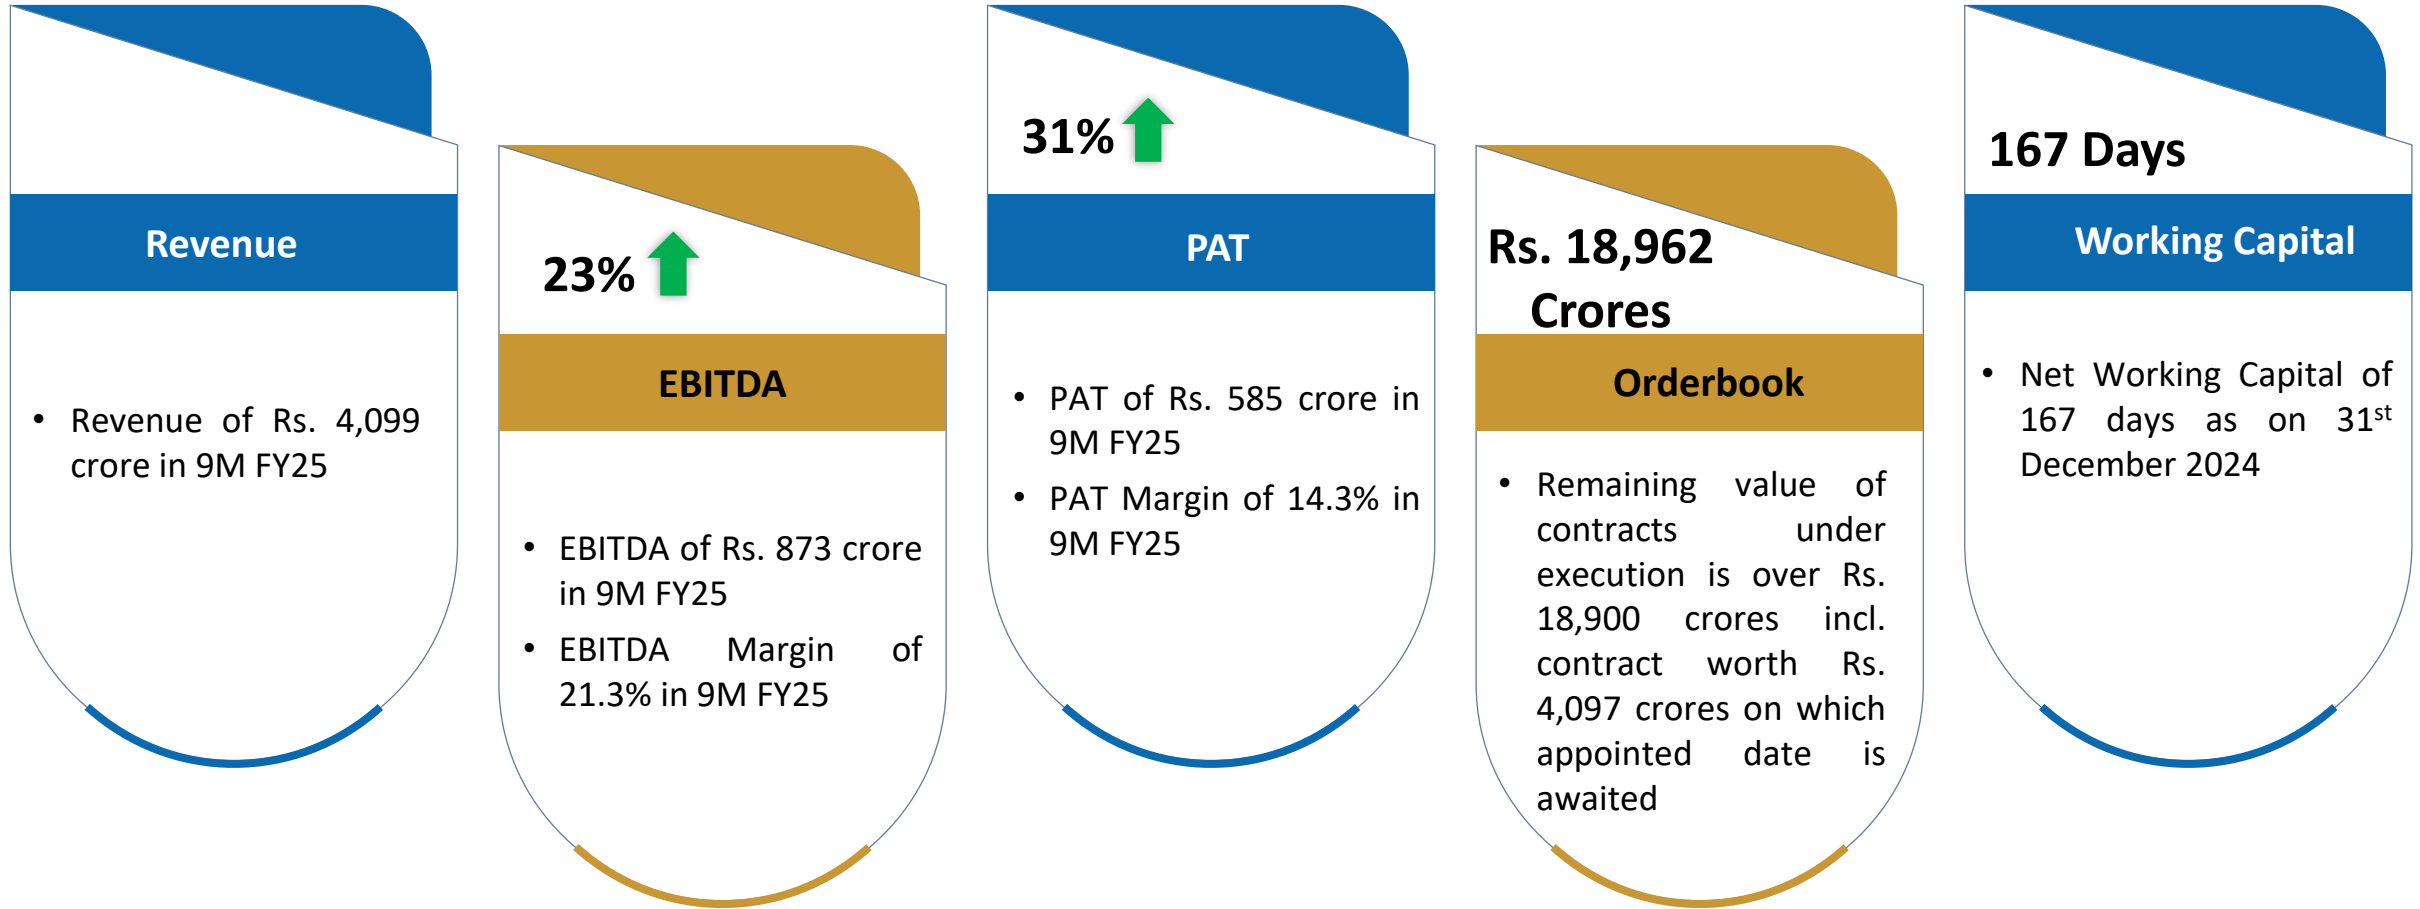 Revenue
• Revenue of Rs. 4,099
crore in 9M FY25
23%
EBITDA
• EBITDA of Rs. 873 crore
in 9M FY25
• EBITDA Margin of
21.3% in 9M FY25
31%
PAT
• PAT of Rs. 585 crore in
9M FY25
• PAT Margin of 14.3% in
9M FY25
Rs. 18,962
Crores
Orderbook
• Remaining value of
contracts under
execution is over Rs.
18,900 crores incl.
contract worth Rs.
4,097 crores on which
appointed date is
awaited
167 Days
Working Capital
• Net Working Capital of
167 days as on 31st
December 2024